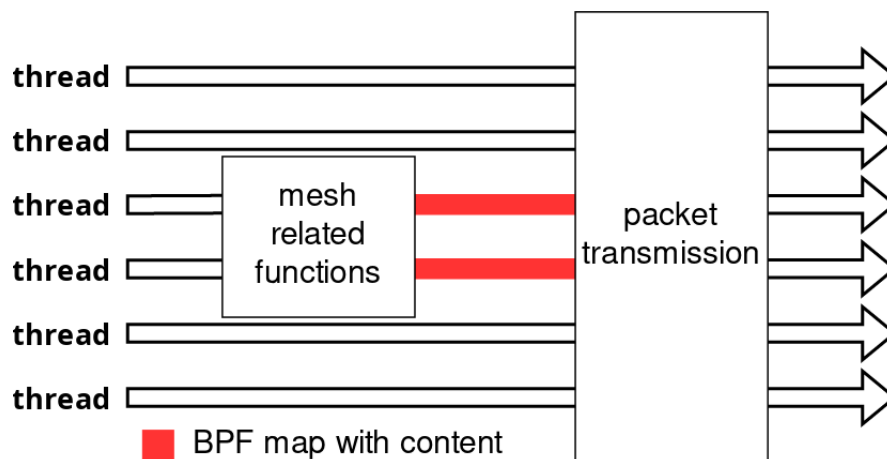 thread
thread
thread
thread
thread
thread
mesh
related
functions
packet
transmission
BPF map with content